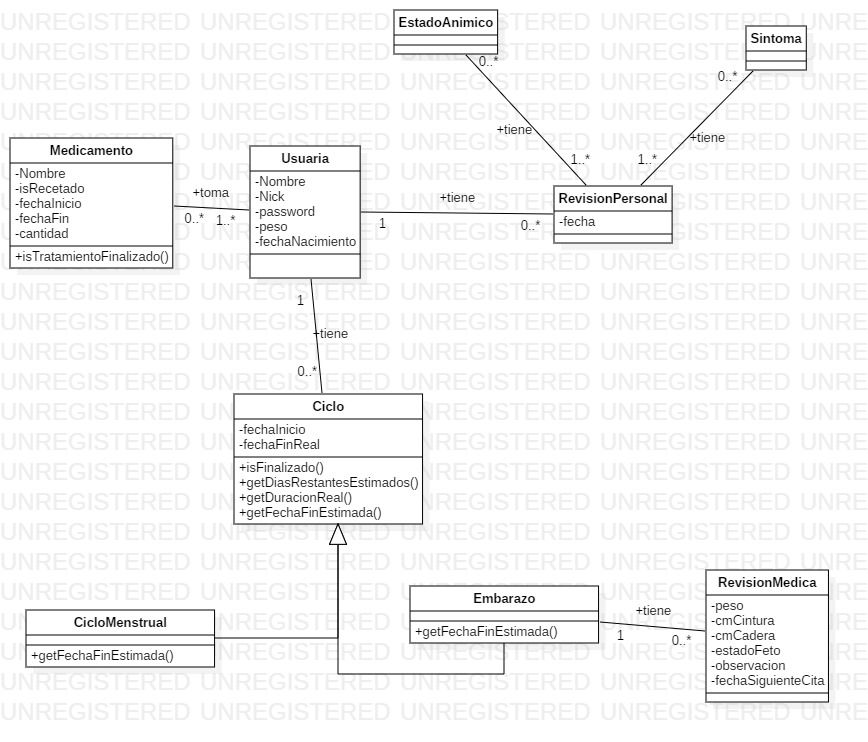 EstadoAnimico
0..*
+tiene
1..*
Sintoma
0..*
+tiene
1..*
Medicamento
-Nombre
-isRecetado
-fechaInicio
-fechaFin
-cantidad
+isTratamientoFinalizado()
+toma
0..*
1..*
Usuaria
-Nombre
-Nick
-password
-peso
-fechaNacimiento
+tiene
1
0..*
RevisionPersonal
-fecha
1
+tiene
0..*
Ciclo
-fechaInicio
-fechaFinReal
+isFinalizado()
+getDiasRestantesEstimados()
+getDuracionReal()
+getFechaFinEstimada()
CicloMenstrual
+getFechaFinEstimada()
Embarazo
+getFechaFinEstimada()
+tiene
1
0..*
RevisionMedica
-peso
-cmCintura
-cmCadera
-estadoFeto
-observacion
-fechaSiguienteCita
UNREGISTERED